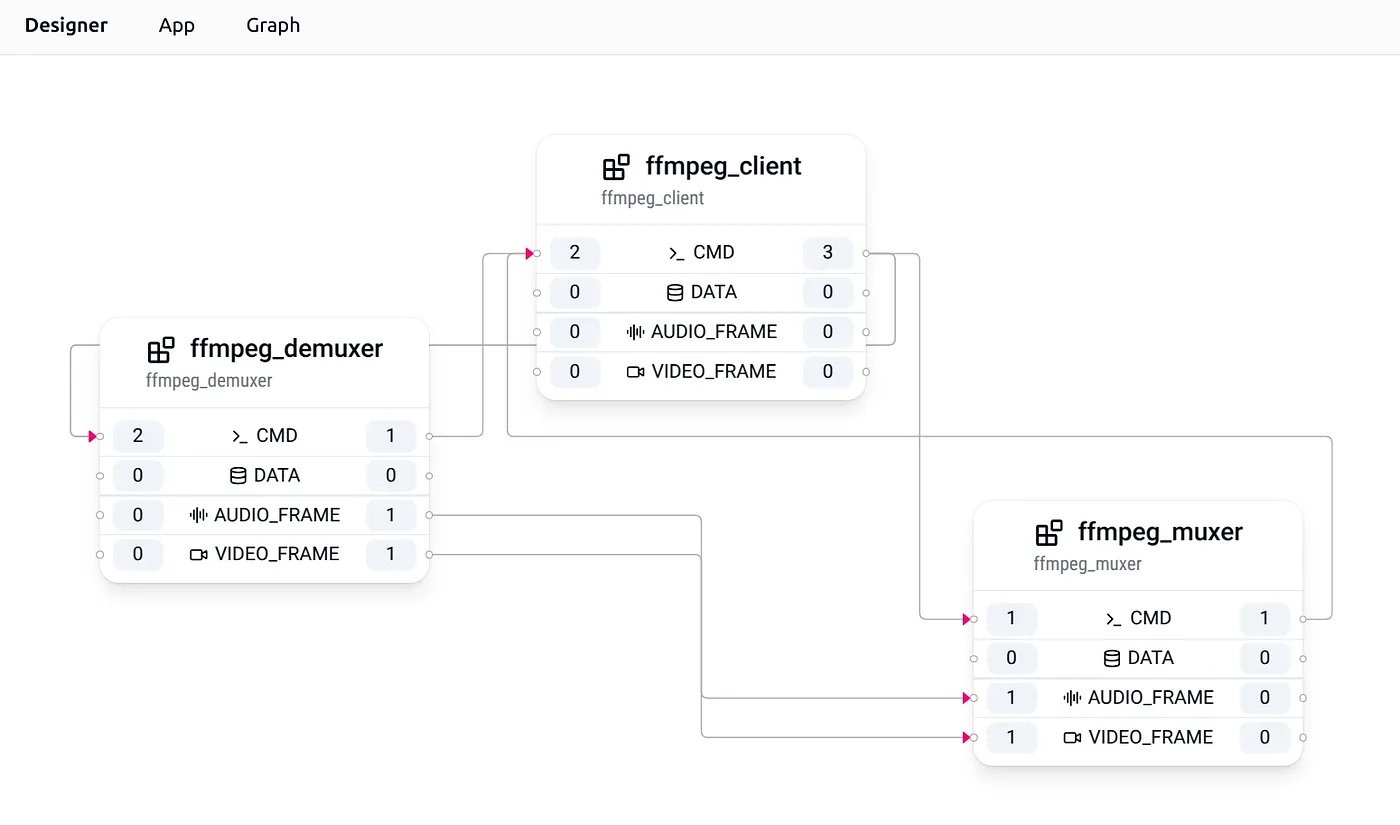 Designer App Graph
ffmpeg_client
ffmpeg_client
2 CMD 3
0 DATA 0
0 AUDIO_FRAME 0
0 VIDEO_FRAME 0
ffmpeg_demuxer
ffmpeg_demuxer
2 CMD 1
0 DATA 0
0 AUDIO_FRAME 1
0 VIDEO_FRAME 1
ffmpeg_muxer
ffmpeg_muxer
1 CMD 1
0 DATA 0
1 AUDIO_FRAME 0
1 VIDEO_FRAME 0